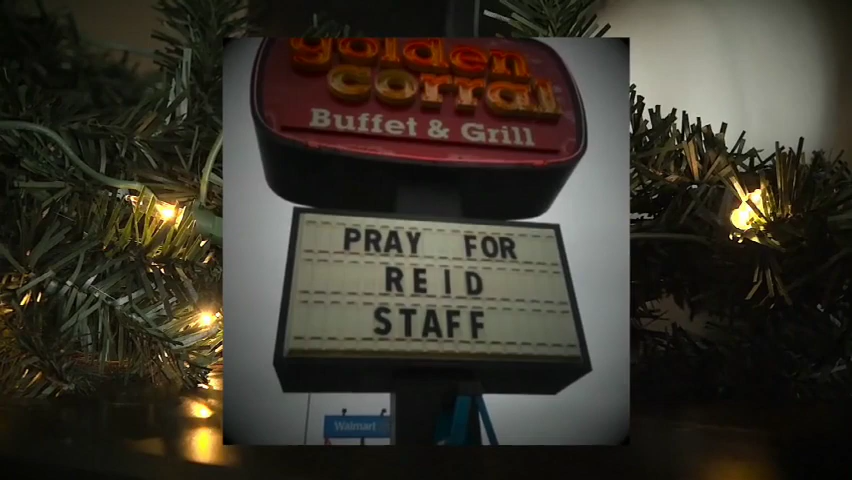 golden
corral
Buffet & Grill
PRAY FOR
REID
STAFF
Walmart